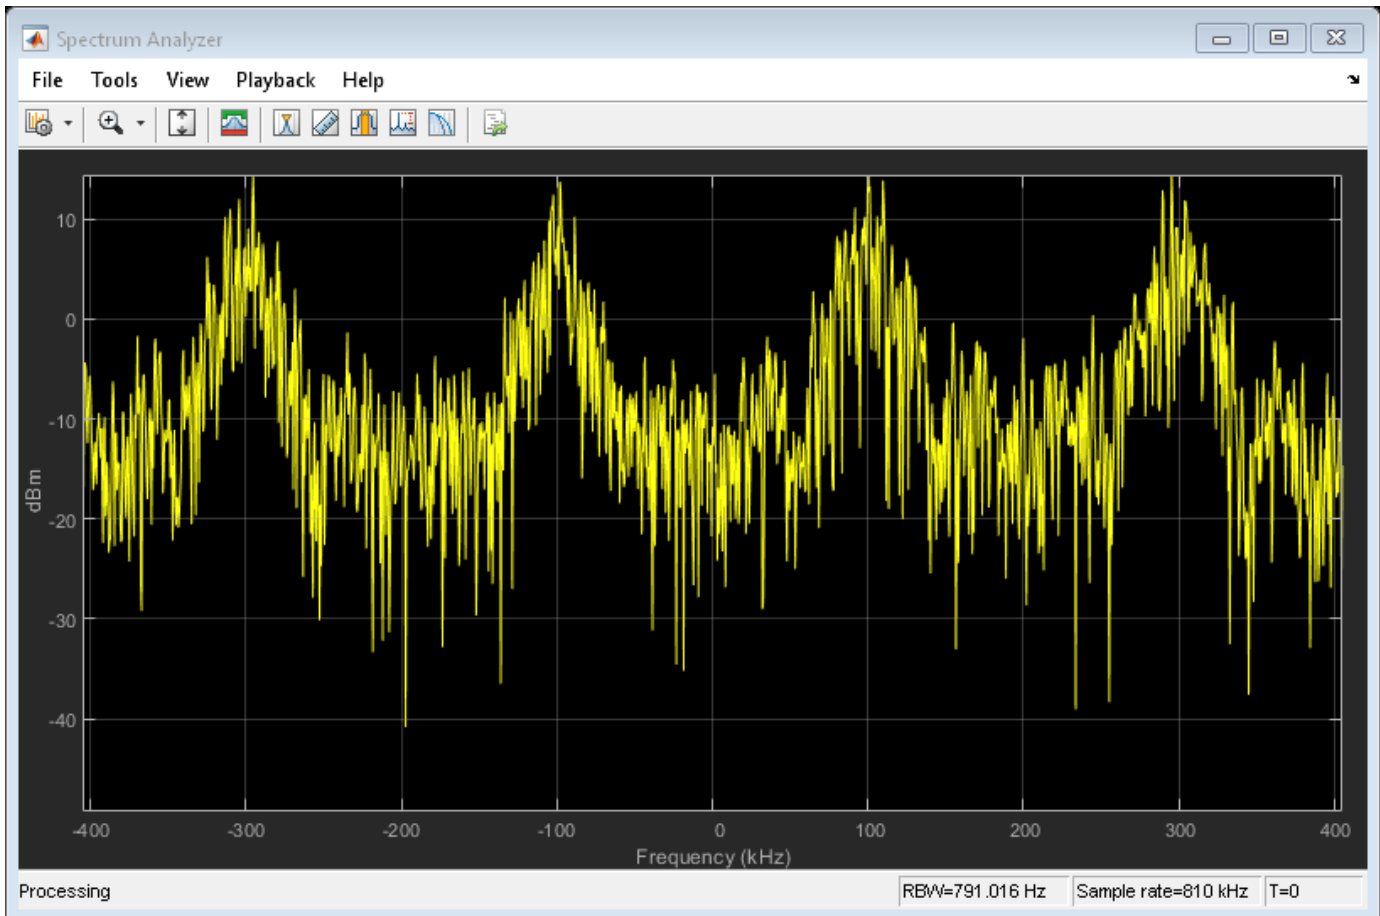 Spectrum Analyzer
File Tools View Playback Help
10
0
-10
-20
-30
-40
dBm
-400 -300 -200 -100 0 100 200 300 400
Frequency (kHz)
Processing RBW=791.016 Hz Sample rate=810 kHz T=0